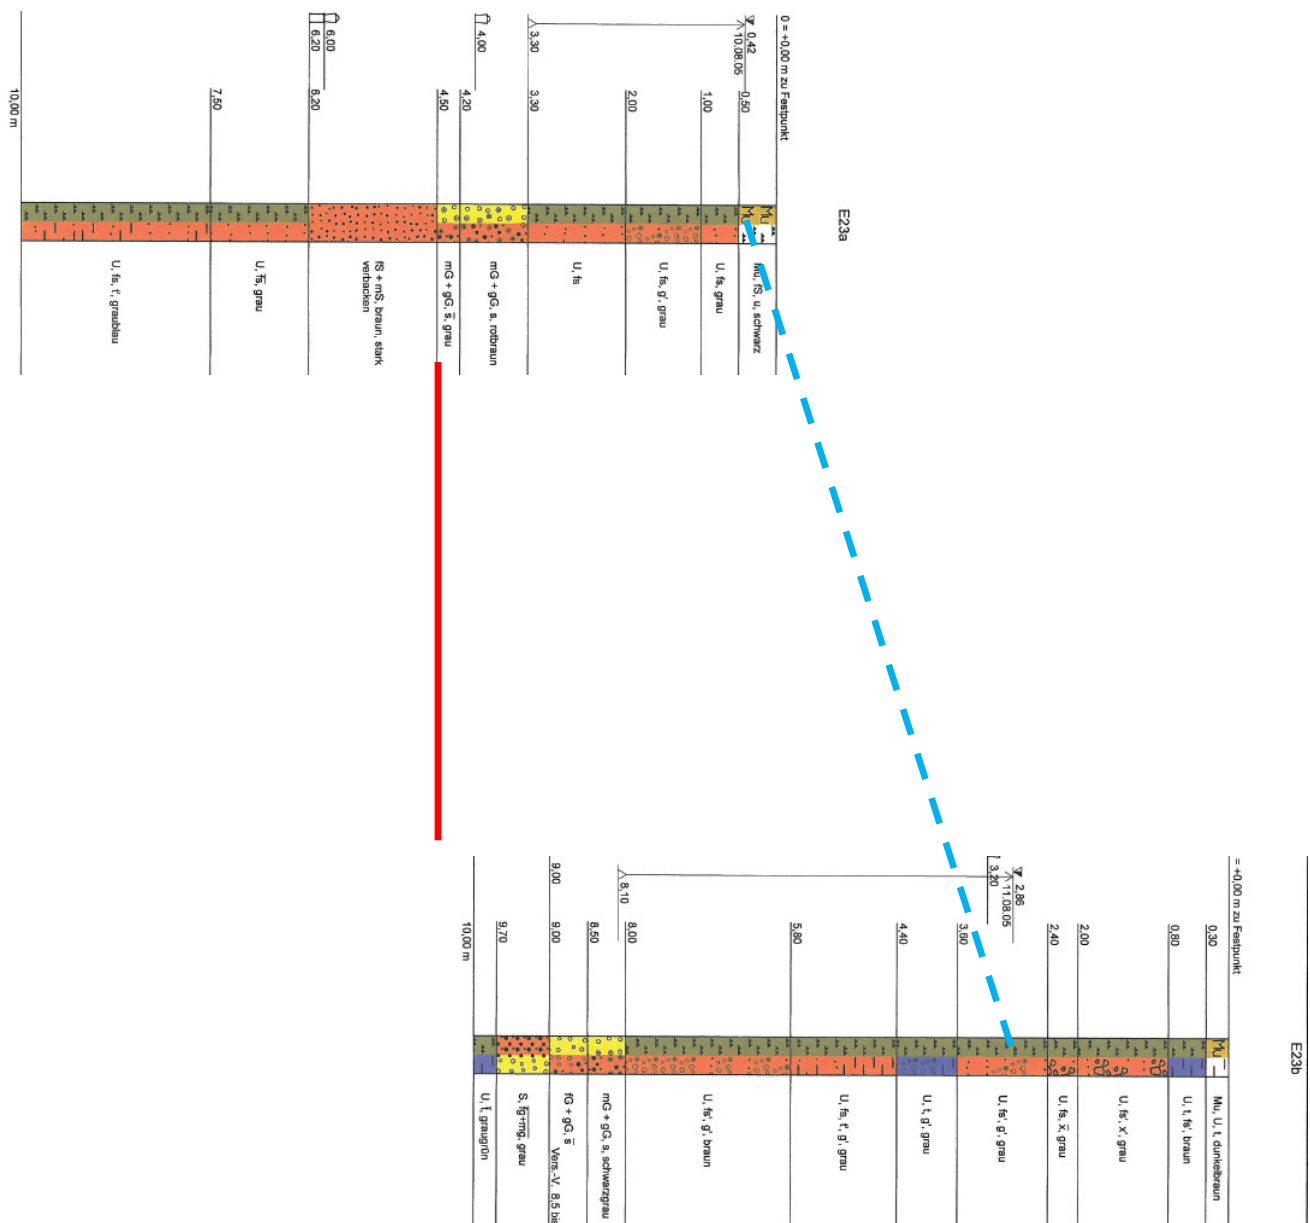 E23a
0 = +0,00 m zu Festpunkt
0,42
10.08.05
3,30
4,00
6,00
6,20
0,50
1,00
2,00
3,30
4,20
4,50
6,20
7,50
10,00 m
Mu
Mu
Mu, fS, u, schwarz
U, fs, grau
U, fs, g', grau
U, fs
mG + gG, s, rotbraun
mG + gG, s̅, grau
fS + mS, braun, stark
verbacken
U, f̅s̅, grau
U, fs, t', graublau
E23b
= +0,00 m zu Festpunkt
2,86
11.08.05
3,20
8,10
9,00
0,30
0,80
2,00
2,40
3,60
4,40
5,80
8,00
8,50
9,00
9,70
10,00 m
Mu
Mu, U, t, dunkelbraun
U, t, fs', braun
U, fs', x', grau
U, fs, x̅, grau
U, fs', g', grau
U, t, g', grau
U, fs, t', g', grau
U, fs', g', braun
mG + gG, s, schwarzgrau
fG + gG, s̅
Vers.-V. 8,5 bis
S, f̅g̅+m̅g̅, grau
U, t̅, graugrün